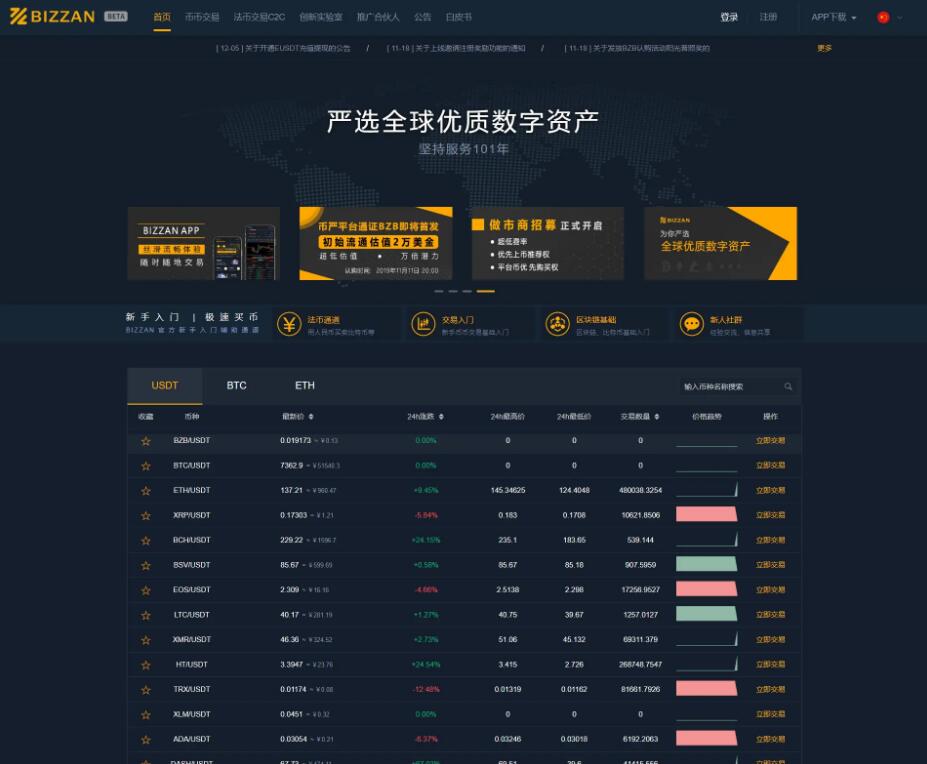 BIZZAN BETA 首页 币币交易 法币交易C2C 创新实验室 推广合伙人 公告 白皮书 登录 注册 APP下载
[ 12-05 ] 关于开通EUSDT充值提现的公告 / [ 11-18 ] 关于上线邀请注册奖励功能的通知 / [ 11-18 ] 关于发放BZB认购活动阳光普照奖的 更多
严选全球优质数字资产
坚持服务101年
BIZZAN APP
丝滑流畅体验
随时随地交易
币严平台通证BZB即将首发
初始流通估值2万美金
超低估值 • 万倍潜力
认购时间: 2019年11月11日 20:00
做市商招募 正式开启
• 超低费率
• 优先上币推荐权
• 平台币优先购买权
BIZZAN
为你严选
全球优质数字资产
新手入门 | 极速买币
BIZZAN 官方新手入门辅助通道
法币通道
用人民币买卖比特币等
交易入门
新手币币交易基础入门
区块链基础
区块链、比特币基础入门
新人社群
经验交流、信息共享
USDT BTC ETH 输入币种名称搜索
收藏 币种 最新价 24h涨跌 24h最高价 24h最低价 交易数量 价格趋势 操作
BZB/USDT 0.019173 ≈ ¥0.13 0.00% 0 0 0 立即交易
BTC/USDT 7362.9 ≈ ¥51540.3 0.00% 0 0 0 立即交易
ETH/USDT 137.21 ≈ ¥960.47 +9.45% 145.34625 124.4048 480038.3254 立即交易
XRP/USDT 0.17303 ≈ ¥1.21 -5.84% 0.183 0.1708 10621.8506 立即交易
BCH/USDT 229.22 ≈ +24.15% 235.1 183.65 539.144 立即交易
BSV/USDT 85.67 ≈ ¥599.69 +0.58% 85.67 85.18 907.5959 立即交易
EOS/USDT 2.309 ≈ ¥16.16 -4.66% 2.5138 2.298 17256.9527 立即交易
LTC/USDT 40.17 ≈ ¥281.19 +1.27% 40.75 39.67 1257.0127 立即交易
XMR/USDT 46.36 ≈ ¥324.52 +2.73% 51.06 45.132 69311.379 立即交易
HT/USDT 3.3947 ≈ ¥23.76 +24.54% 3.415 2.726 268748.7547 立即交易
TRX/USDT 0.01174 ≈ ¥0.08 -12.48% 0.01319 0.01162 81661.7926 立即交易
XLM/USDT 0.0451 ≈ ¥0.32 0.00% 0 0 0 立即交易
ADA/USDT 0.03054 ≈ ¥0.21 -6.37% 0.03246 0.03018 6192.2063 立即交易